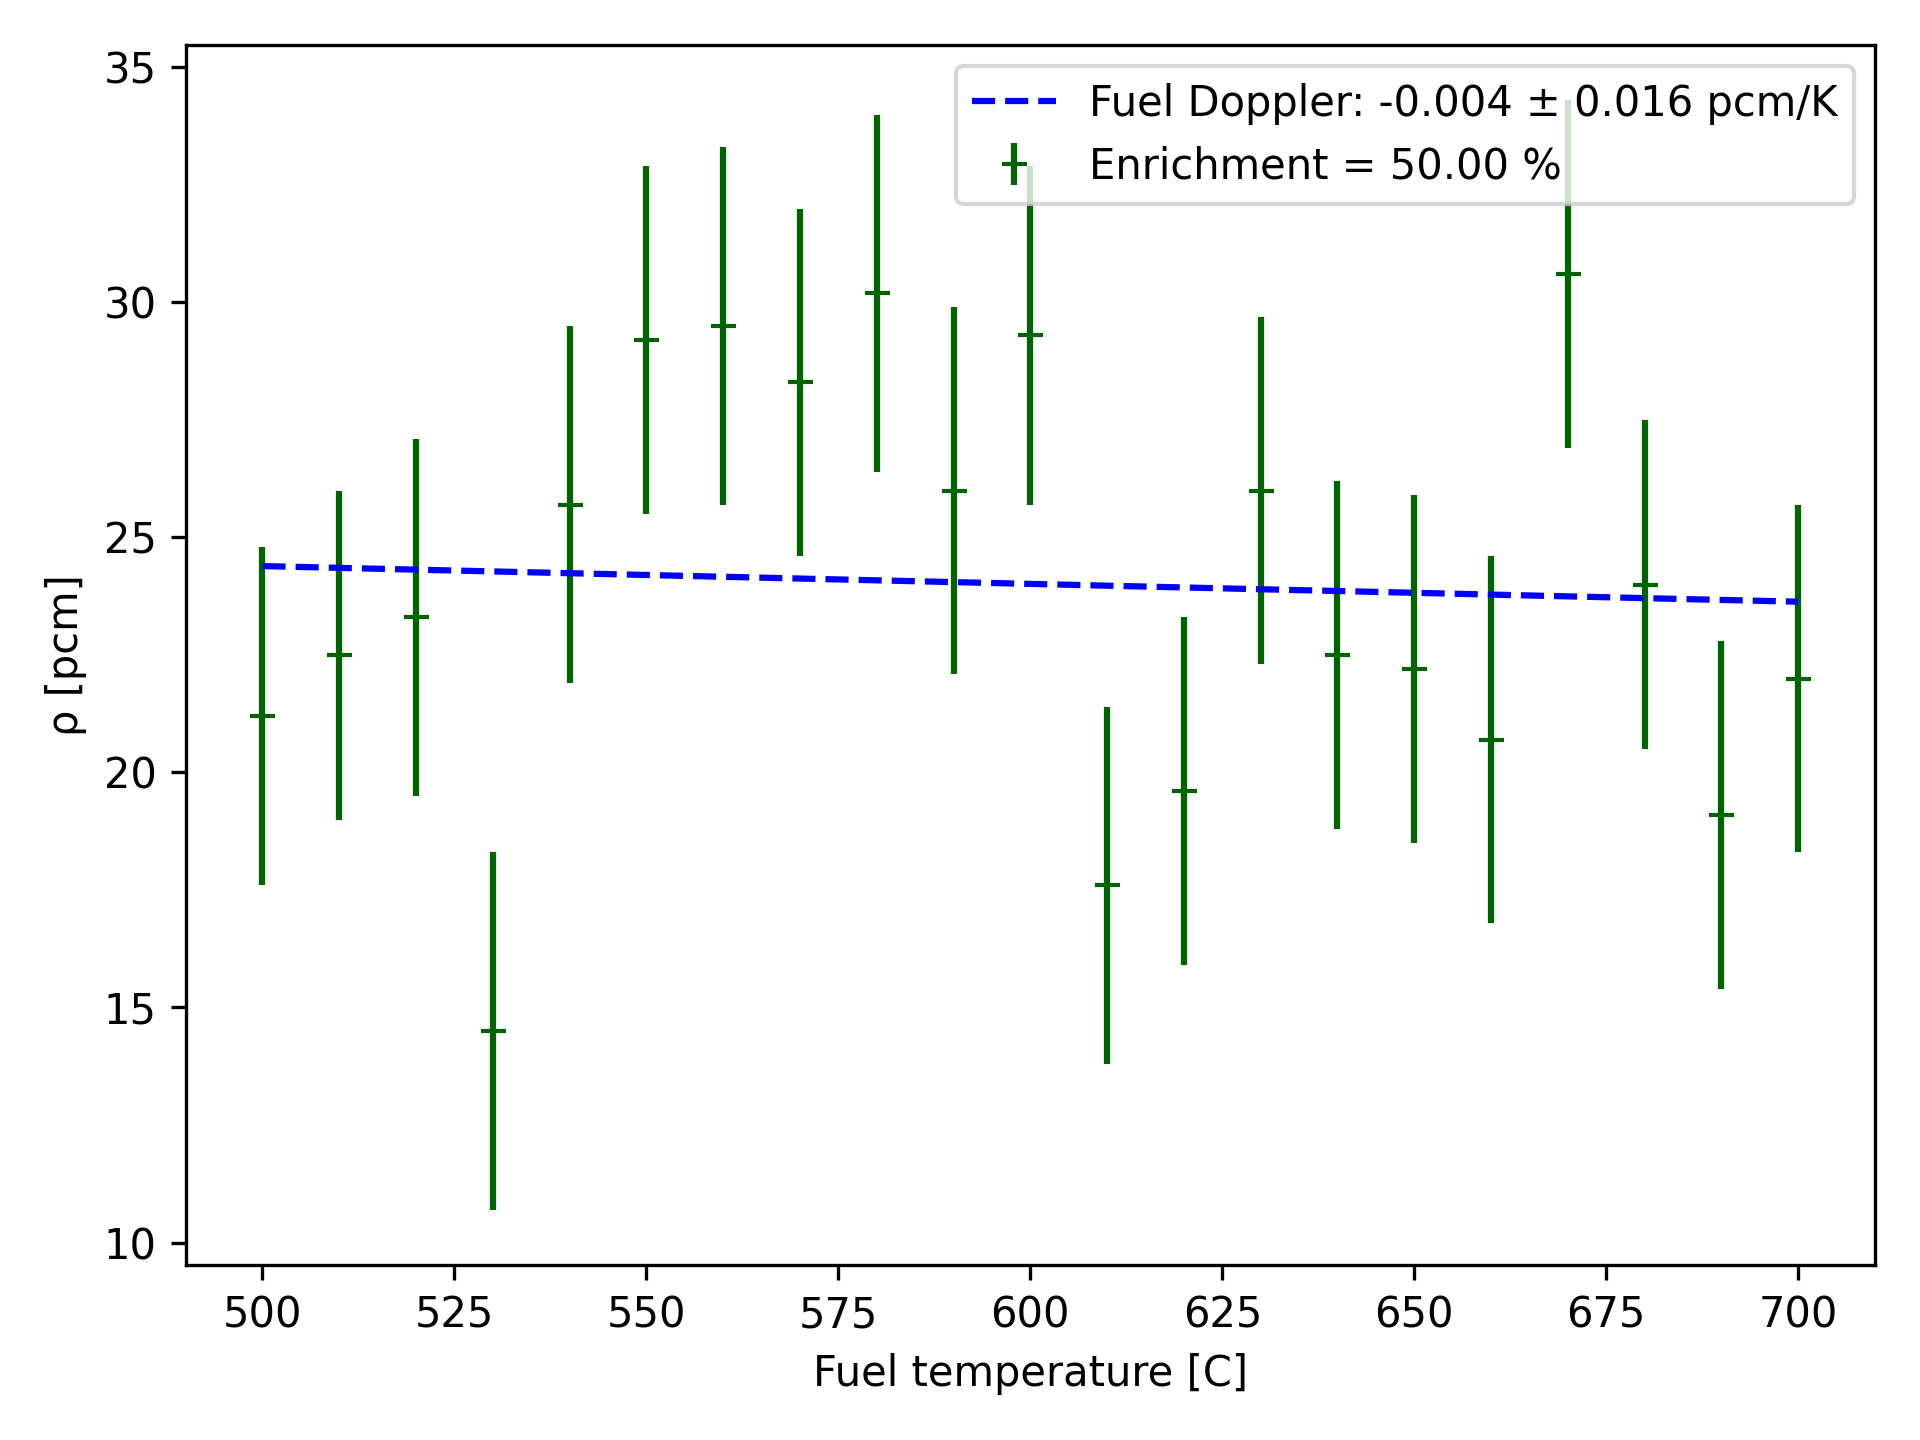 Fuel Doppler: -0.004 ± 0.016 pcm/K
Enrichment = 50.00 %
35
30
25
20
15
10
ρ [pcm]
500 525 550 575 600 625 650 675 700
Fuel temperature [C]